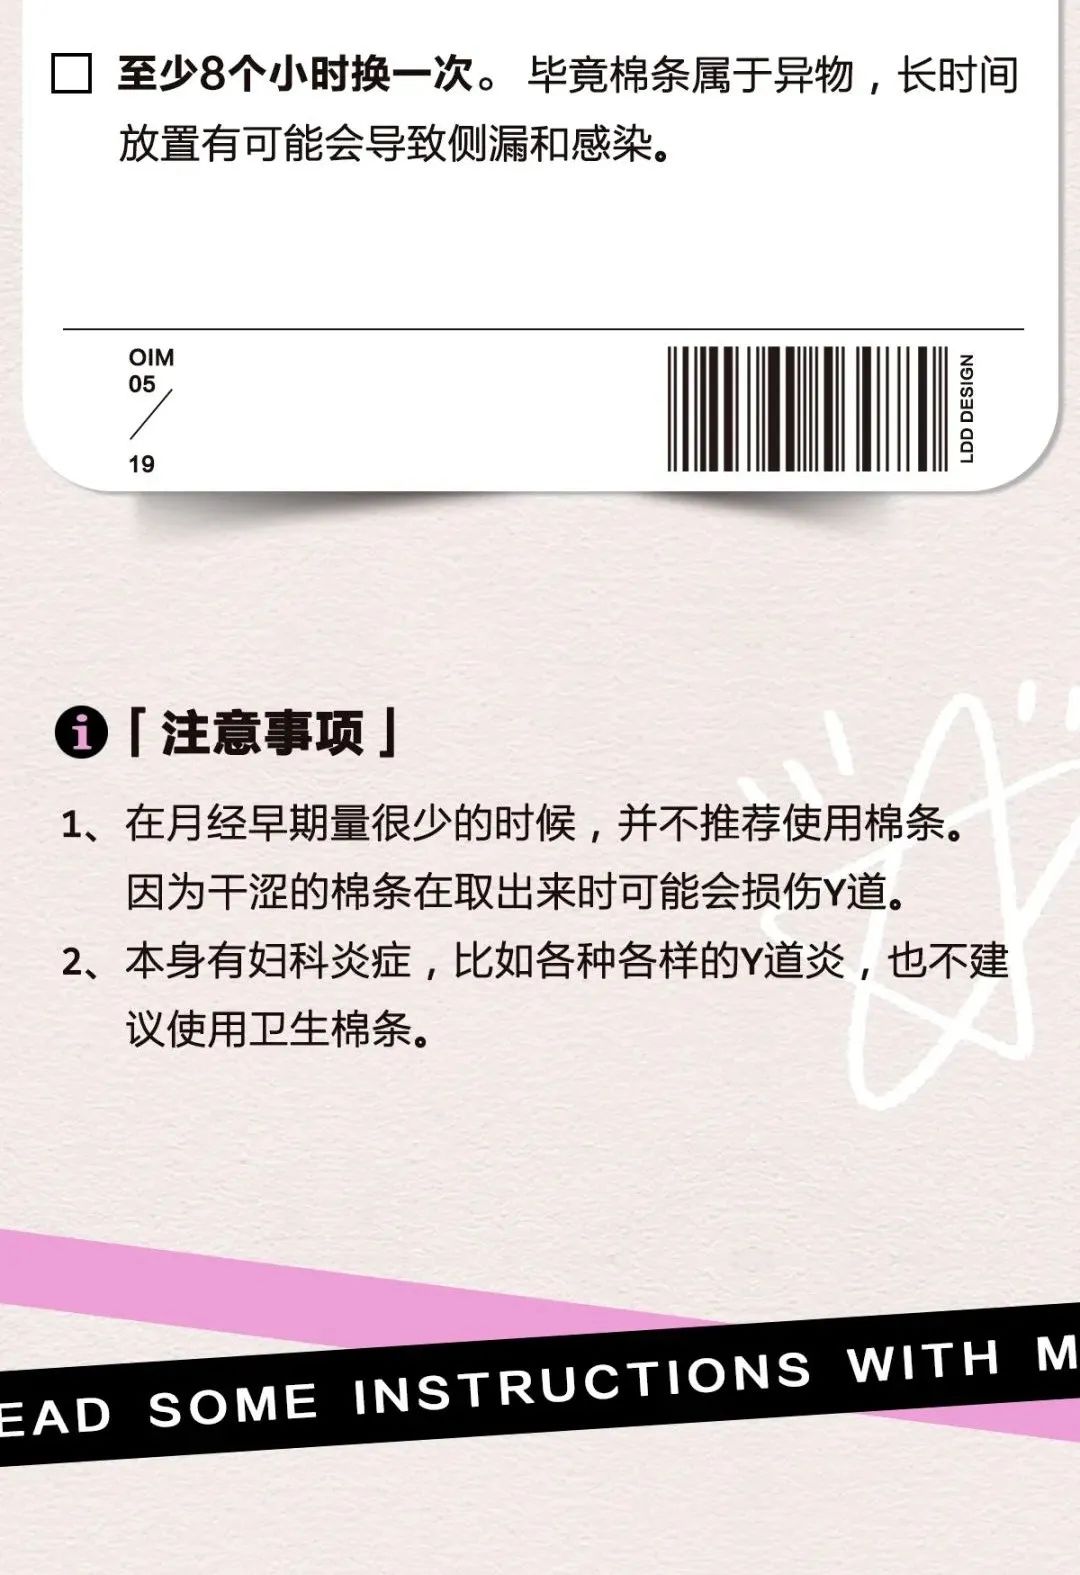 至少8个小时换一次。 毕竟棉条属于异物，长时间
放置有可能会导致侧漏和感染。
OIM
05
19
LDD DESIGN
i「 注意事项 」
1、在月经早期量很少的时候，并不推荐使用棉条。
因为干涩的棉条在取出来时可能会损伤Y道。
2、本身有妇科炎症，比如各种各样的Y道炎，也不建
议使用卫生棉条。
EAD SOME INSTRUCTIONS WITH M